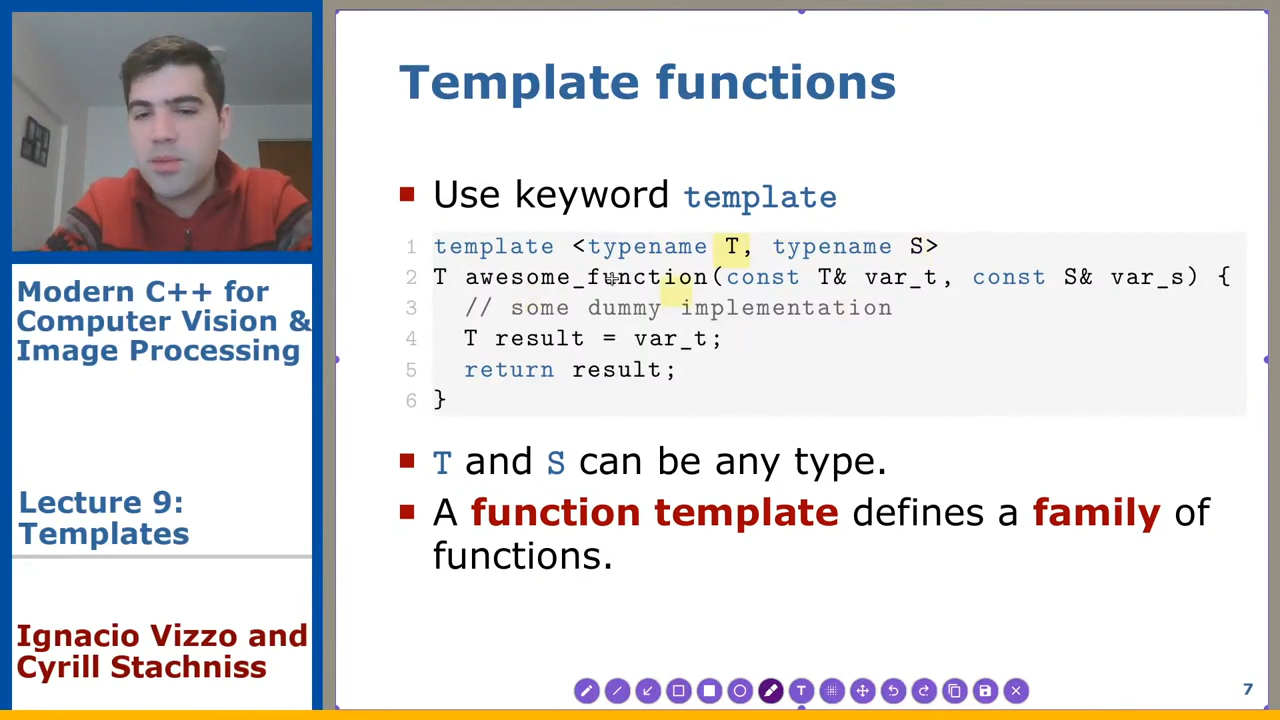 Template functions
Use keyword template
1 template <typename T, typename S>
2 T awesome_function(const T& var_t, const S& var_s) {
3 // some dummy implementation
4 T result = var_t;
5 return result;
6 }
T and S can be any type.
A function template defines a family of
functions.
Modern C++ for
Computer Vision &
Image Processing
Lecture 9:
Templates
Ignacio Vizzo and
Cyrill Stachniss
T
7